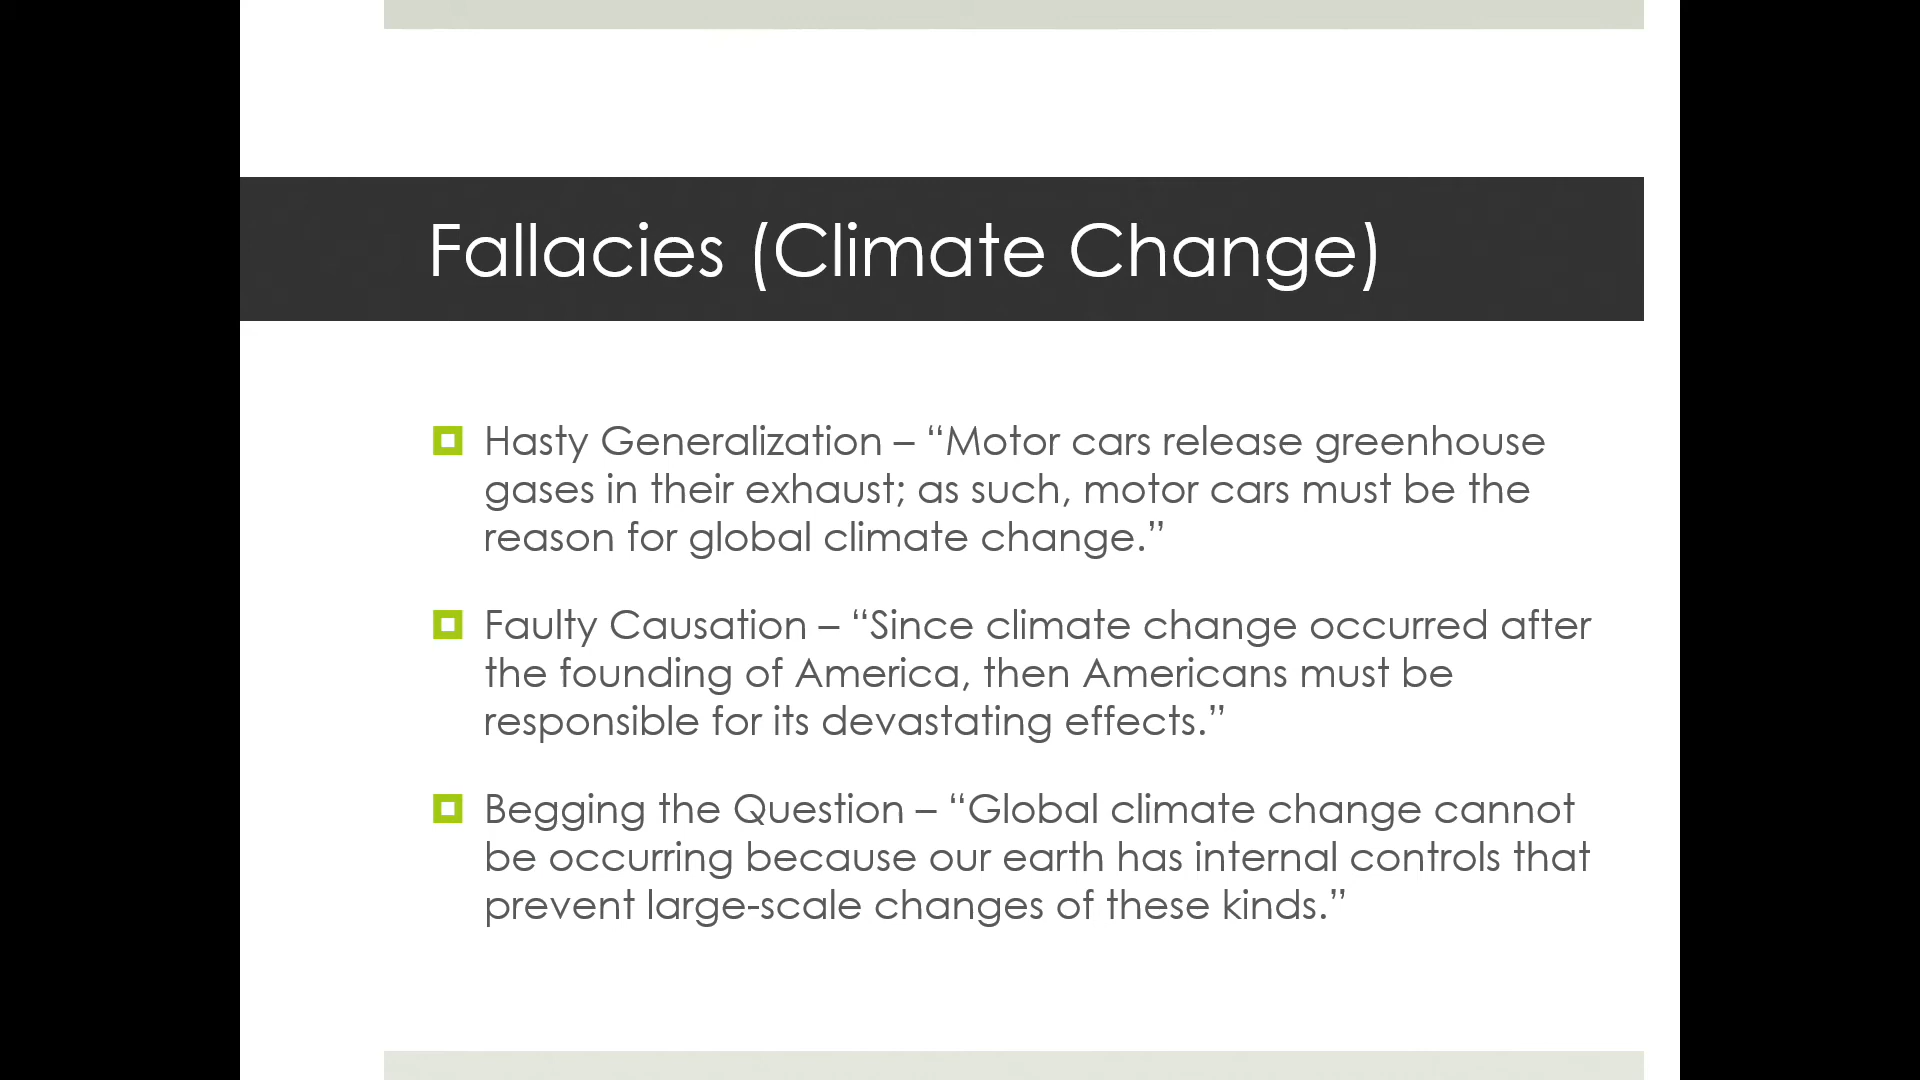 Fallacies (Climate Change)
Hasty Generalization – “Motor cars release greenhouse
gases in their exhaust; as such, motor cars must be the
reason for global climate change.”
Faulty Causation – “Since climate change occurred after
the founding of America, then Americans must be
responsible for its devastating effects.”
Begging the Question – “Global climate change cannot
be occurring because our earth has internal controls that
prevent large-scale changes of these kinds.”